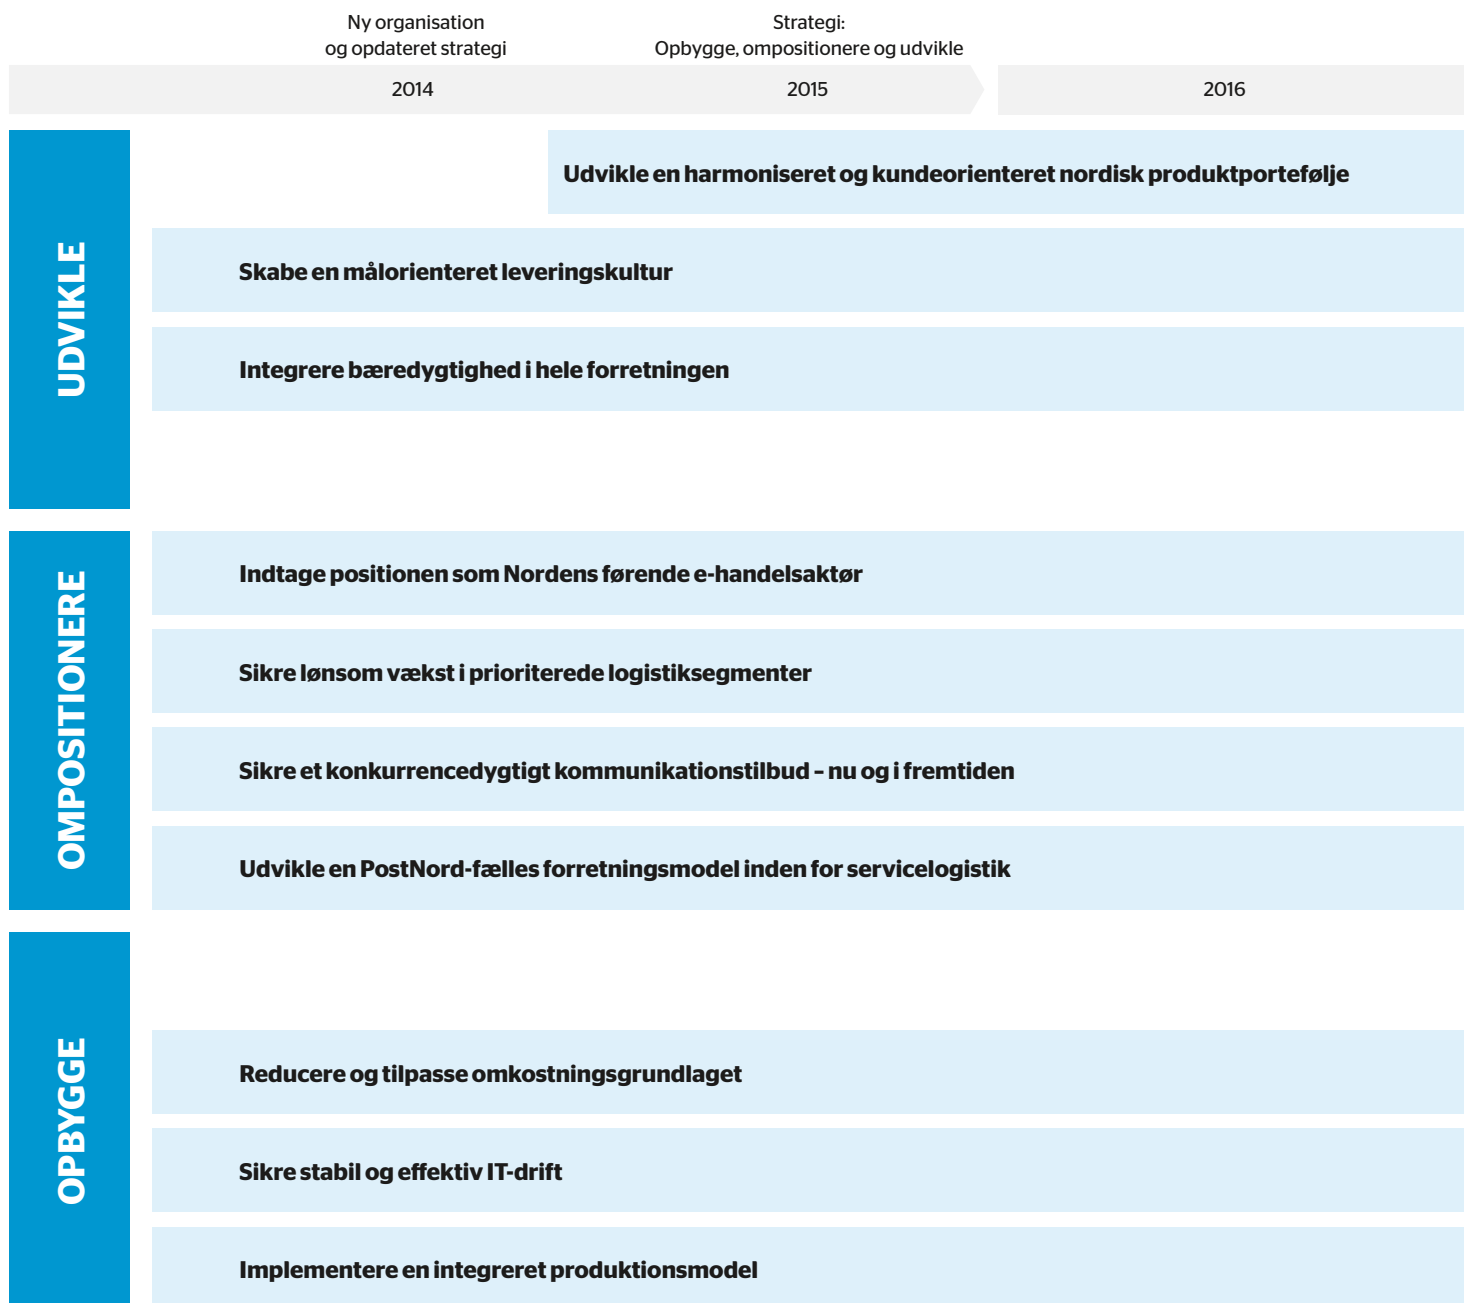 Ny organisation
og opdateret strategi
Strategi:
Opbygge, ompositionere og udvikle
2014
2015
2016
UDVIKLE
Udvikle en harmoniseret og kundeorienteret nordisk produktportefølje
Skabe en målorienteret leveringskultur
Integrere bæredygtighed i hele forretningen
OMPOSITIONERE
Indtage positionen som Nordens førende e-handelsaktør
Sikre lønsom vækst i prioriterede logistiksegmenter
Sikre et konkurrencedygtigt kommunikationstilbud – nu og i fremtiden
Udvikle en PostNord-fælles forretningsmodel inden for servicelogistik
OPBYGGE
Reducere og tilpasse omkostningsgrundlaget
Sikre stabil og effektiv IT-drift
Implementere en integreret produktionsmodel